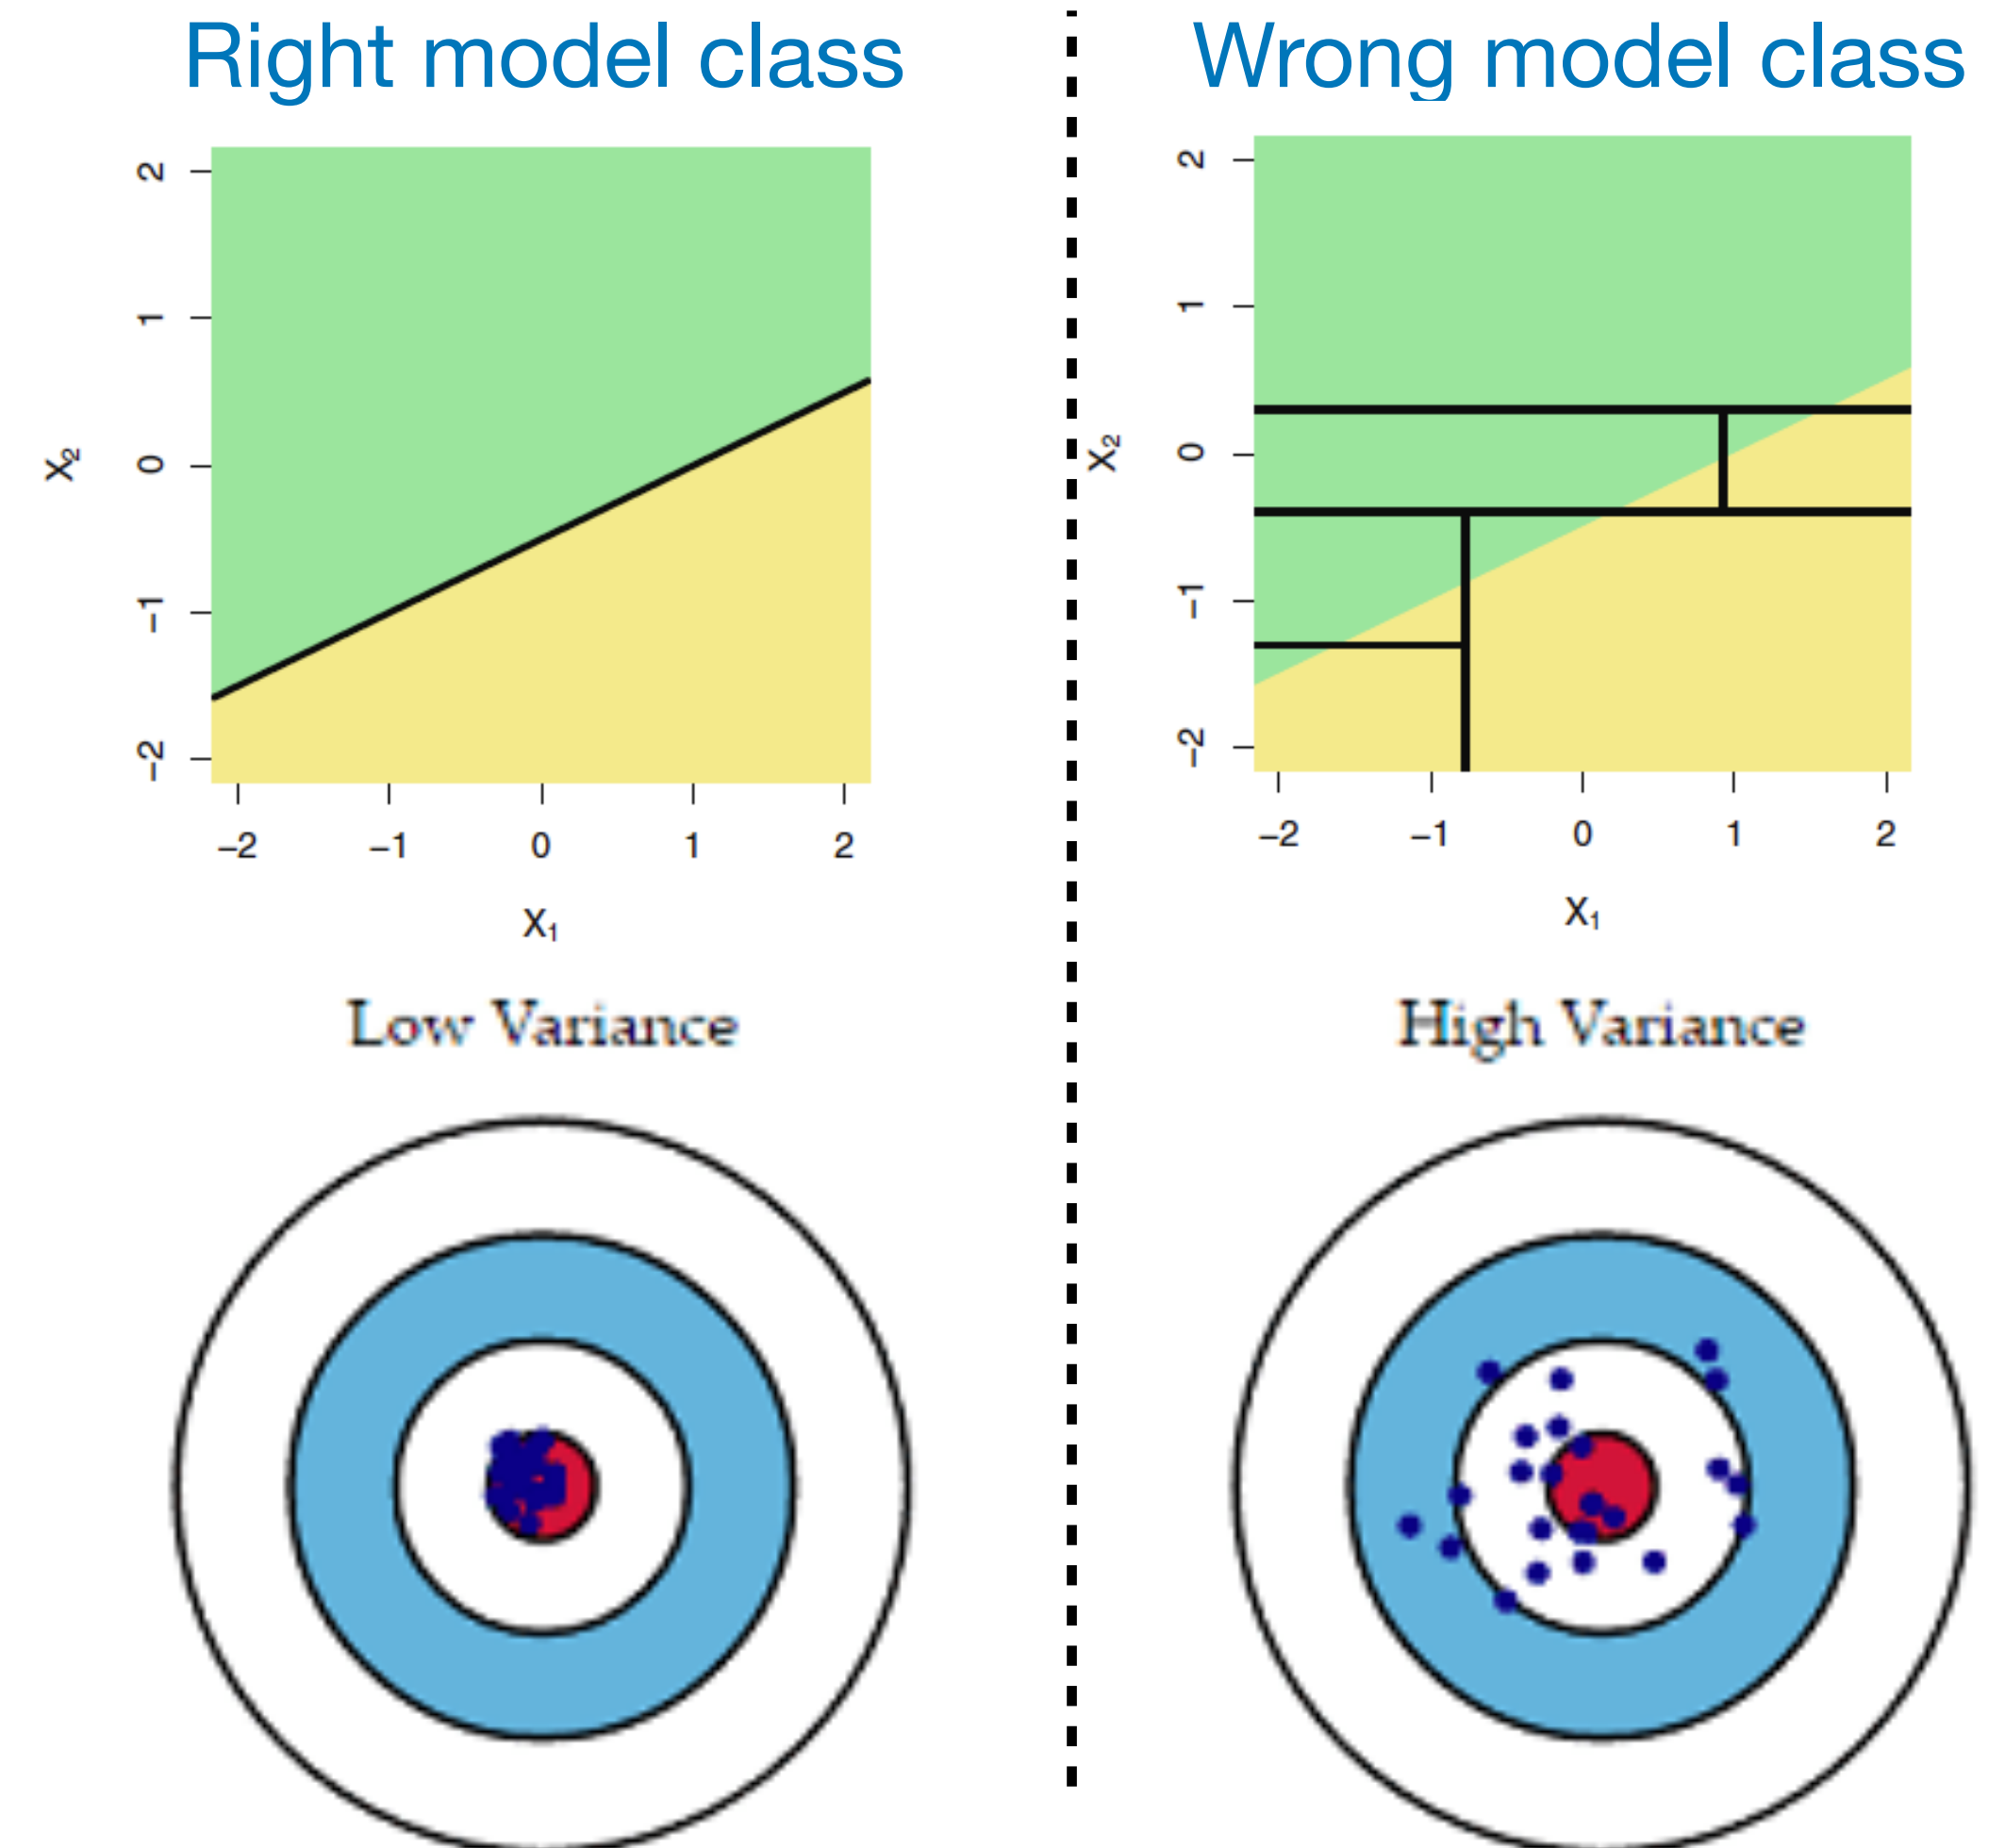 Right model class
Wrong model class
2
1
0
−1
−2
X₂
−2 −1 0 1 2
X₁
2
1
0
−1
−2
X₂
−2 −1 0 1 2
X₁
Low Variance
High Variance